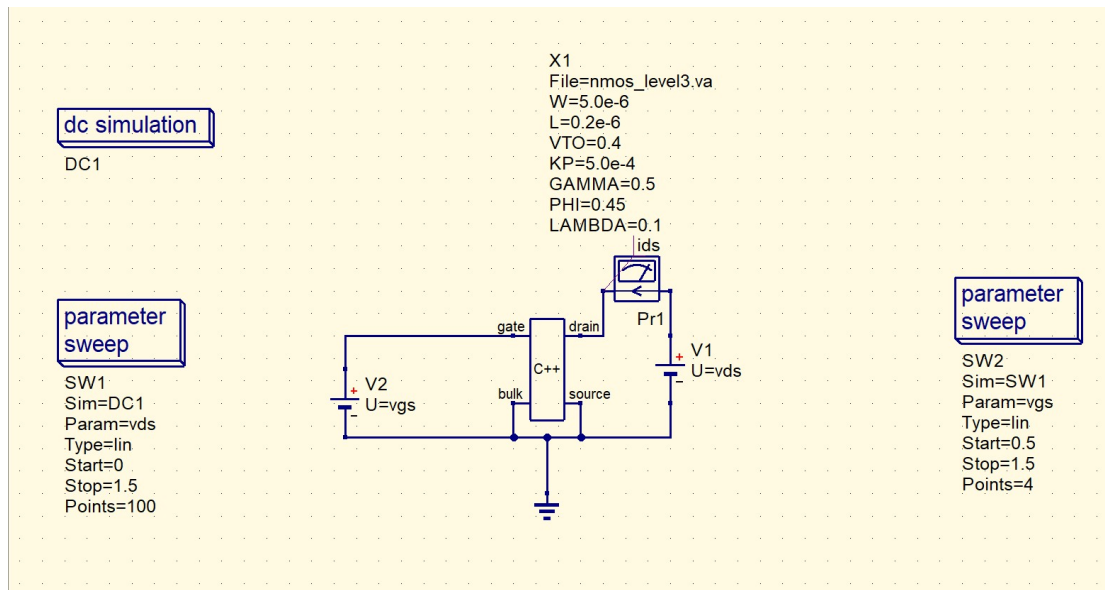 X1
File=nmos_level3.va
W=5.0e-6
L=0.2e-6
VTO=0.4
KP=5.0e-4
GAMMA=0.5
PHI=0.45
LAMBDA=0.1
dc simulation
DC1
ids
Pr1
parameter
sweep
SW1
Sim=DC1
Param=vds
Type=lin
Start=0
Stop=1.5
Points=100
gate
drain
C++
bulk
source
V2
U=vgs
+
-
V1
U=vds
+
-
parameter
sweep
SW2
Sim=SW1
Param=vgs
Type=lin
Start=0.5
Stop=1.5
Points=4